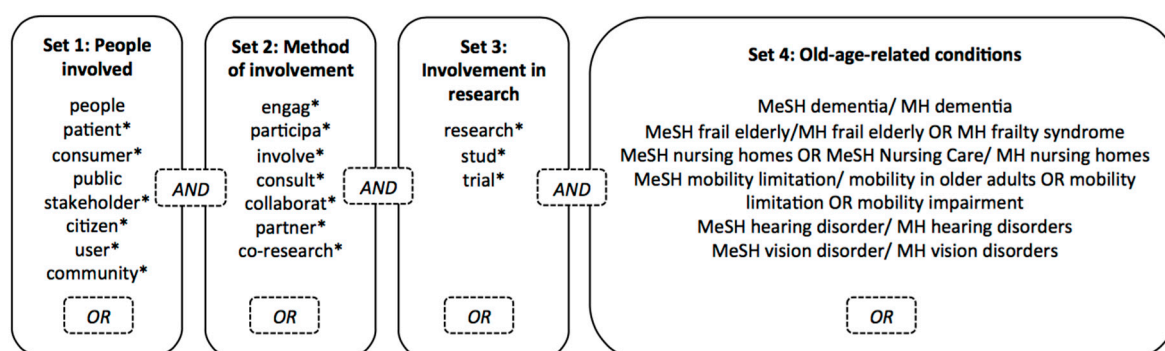 Set 1: People
involved
people
patient*
consumer*
public
stakeholder*
citizen*
user*
community*
OR
AND
Set 2: Method
of involvement
engag*
participa*
involve*
consult*
collaborat*
partner*
co-research*
OR
AND
Set 3:
Involvement in
research
research*
stud*
trial*
OR
AND
Set 4: Old-age-related conditions
MeSH dementia/ MH dementia
MeSH frail elderly/MH frail elderly OR MH frailty syndrome
MeSH nursing homes OR MeSH Nursing Care/ MH nursing homes
MeSH mobility limitation/ mobility in older adults OR mobility
limitation OR mobility impairment
MeSH hearing disorder/ MH hearing disorders
MeSH vision disorder/ MH vision disorders
OR